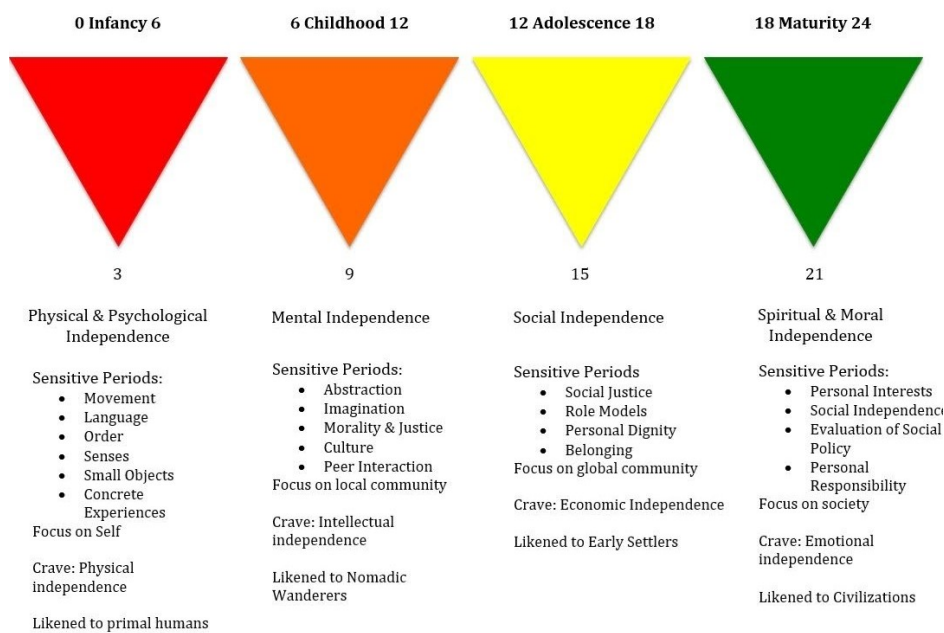 0 Infancy 6
6 Childhood 12
12 Adolescence 18
18 Maturity 24
3
9
15
21
Physical & Psychological
Independence
Sensitive Periods:
• Movement
• Language
• Order
• Senses
• Small Objects
• Concrete
Experiences
Focus on Self
Crave: Physical
independence
Likened to primal humans
Mental Independence
Sensitive Periods:
• Abstraction
• Imagination
• Morality & Justice
• Culture
• Peer Interaction
Focus on local community
Crave: Intellectual
independence
Likened to Nomadic
Wanderers
Social Independence
Sensitive Periods
• Social Justice
• Role Models
• Personal Dignity
• Belonging
Focus on global community
Crave: Economic Independence
Likened to Early Settlers
Spiritual & Moral
Independence
Sensitive Periods:
• Personal Interests
• Social Independence
• Evaluation of Social
Policy
• Personal
Responsibility
Focus on society
Crave: Emotional
independence
Likened to Civilizations